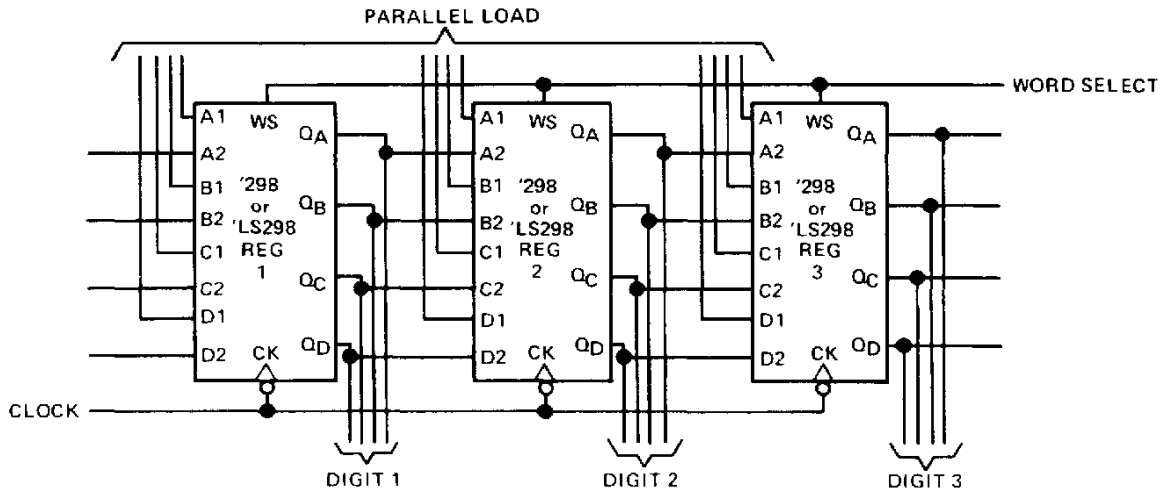 PARALLEL LOAD
WORD SELECT
A1
WS
QA
A2
'298
B1
or
QB
B2
'LS298
C1
REG
1
QC
C2
D1
QD
D2
CK
A1
WS
QA
A2
'298
B1
or
QB
B2
'LS298
C1
REG
2
QC
C2
D1
QD
D2
CK
A1
WS
QA
A2
'298
B1
or
QB
B2
'LS298
C1
REG
3
QC
C2
D1
QD
D2
CK
CLOCK
DIGIT 1
DIGIT 2
DIGIT 3